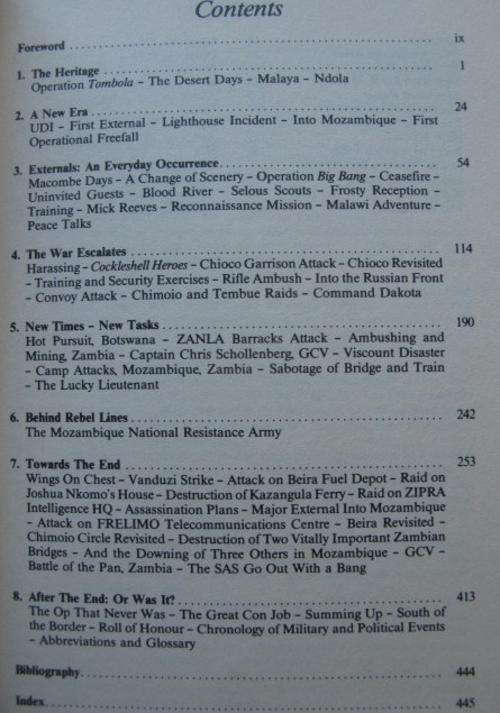 Contents
Foreword ix
1. The Heritage 1
Operation Tombola – The Desert Days – Malaya – Ndola
2. A New Era 24
UDI – First External – Lighthouse Incident – Into Mozambique – First
Operational Freefall
3. Externals: An Everyday Occurrence 54
Macombe Days – A Change of Scenery – Operation Big Bang – Ceasefire –
Uninvited Guests – Blood River – Selous Scouts – Frosty Reception –
Training – Mick Reeves – Reconnaissance Mission – Malawi Adventure –
Peace Talks
4. The War Escalates 114
Harassing – Cockleshell Heroes – Chioco Garrison Attack – Chioco Revisited
– Training and Security Exercises – Rifle Ambush – Into the Russian Front
– Convoy Attack – Chimoio and Tembue Raids – Command Dakota
5. New Times – New Tasks 190
Hot Pursuit, Botswana – ZANLA Barracks Attack – Ambushing and
Mining, Zambia – Captain Chris Schollenberg, GCV – Viscount Disaster
– Camp Attacks, Mozambique, Zambia – Sabotage of Bridge and Train
– The Lucky Lieutenant
6. Behind Rebel Lines 242
The Mozambique National Resistance Army
7. Towards The End 253
Wings On Chest – Vanduzi Strike – Attack on Beira Fuel Depot – Raid on
Joshua Nkomo's House – Destruction of Kazangula Ferry – Raid on ZIPRA
Intelligence HQ – Assassination Plans – Major External Into Mozambique
– Attack on FRELIMO Telecommunications Centre – Beira Revisited –
Chimoio Circle Revisited – Destruction of Two Vitally Important Zambian
Bridges – And the Downing of Three Others in Mozambique – GCV –
Battle of the Pan, Zambia – The SAS Go Out With a Bang
8. After The End: Or Was It? 413
The Op That Never Was – The Great Con Job – Summing Up – South of
the Border – Roll of Honour – Chronology of Military and Political Events
– Abbreviations and Glossary
Bibliography 444
Index 445